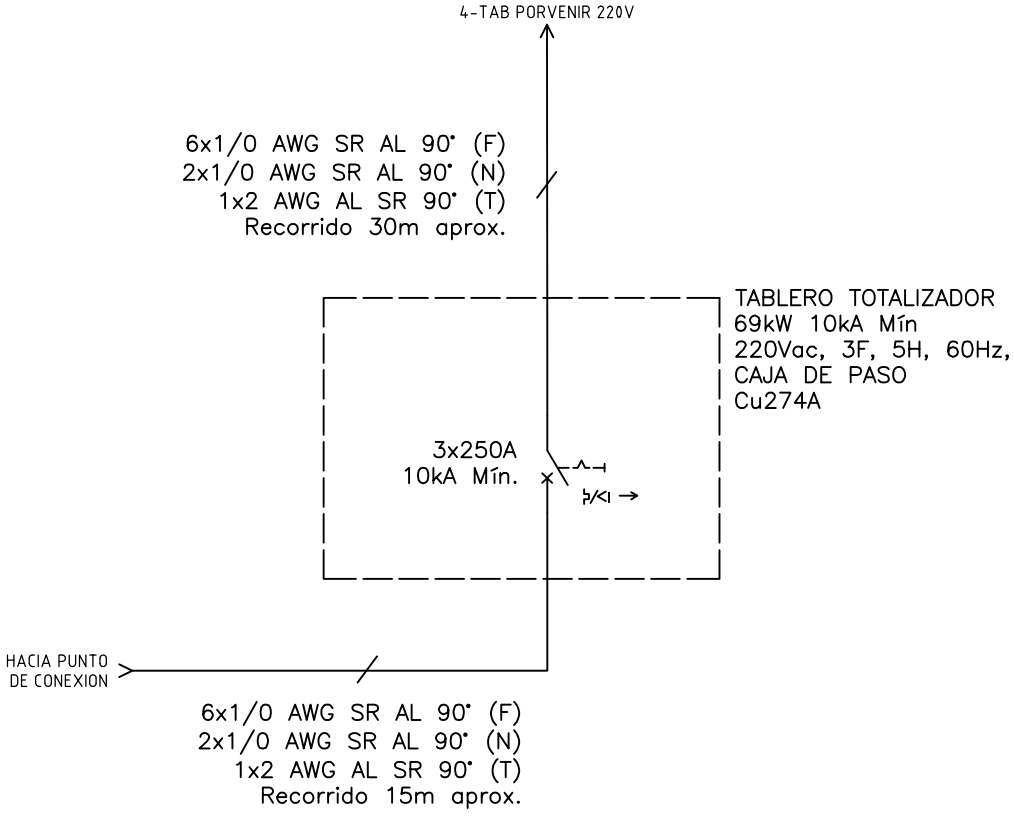 4-TAB PORVENIR 220V
6x1/0 AWG SR AL 90° (F)
2x1/0 AWG SR AL 90° (N)
1x2 AWG AL SR 90° (T)
Recorrido 30m aprox.
TABLERO TOTALIZADOR
69kW 10kA Mín
220Vac, 3F, 5H, 60Hz,
CAJA DE PASO
Cu274A
3x250A
10kA Mín.
HACIA PUNTO
DE CONEXION
6x1/0 AWG SR AL 90° (F)
2x1/0 AWG SR AL 90° (N)
1x2 AWG AL SR 90° (T)
Recorrido 15m aprox.